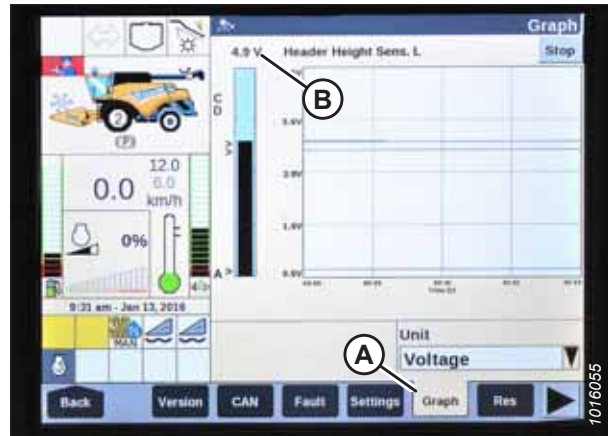 Graph
4.9 V
Header Height Sens. L
Stop
B
C
D
2
(P)
12.0
6.0
km/h
0.0
0%
A
9:31 am - Jan 13, 2016
MAN
Unit
A
Voltage
Back
Version
CAN
Fault
Settings
Graph
Res
1016055